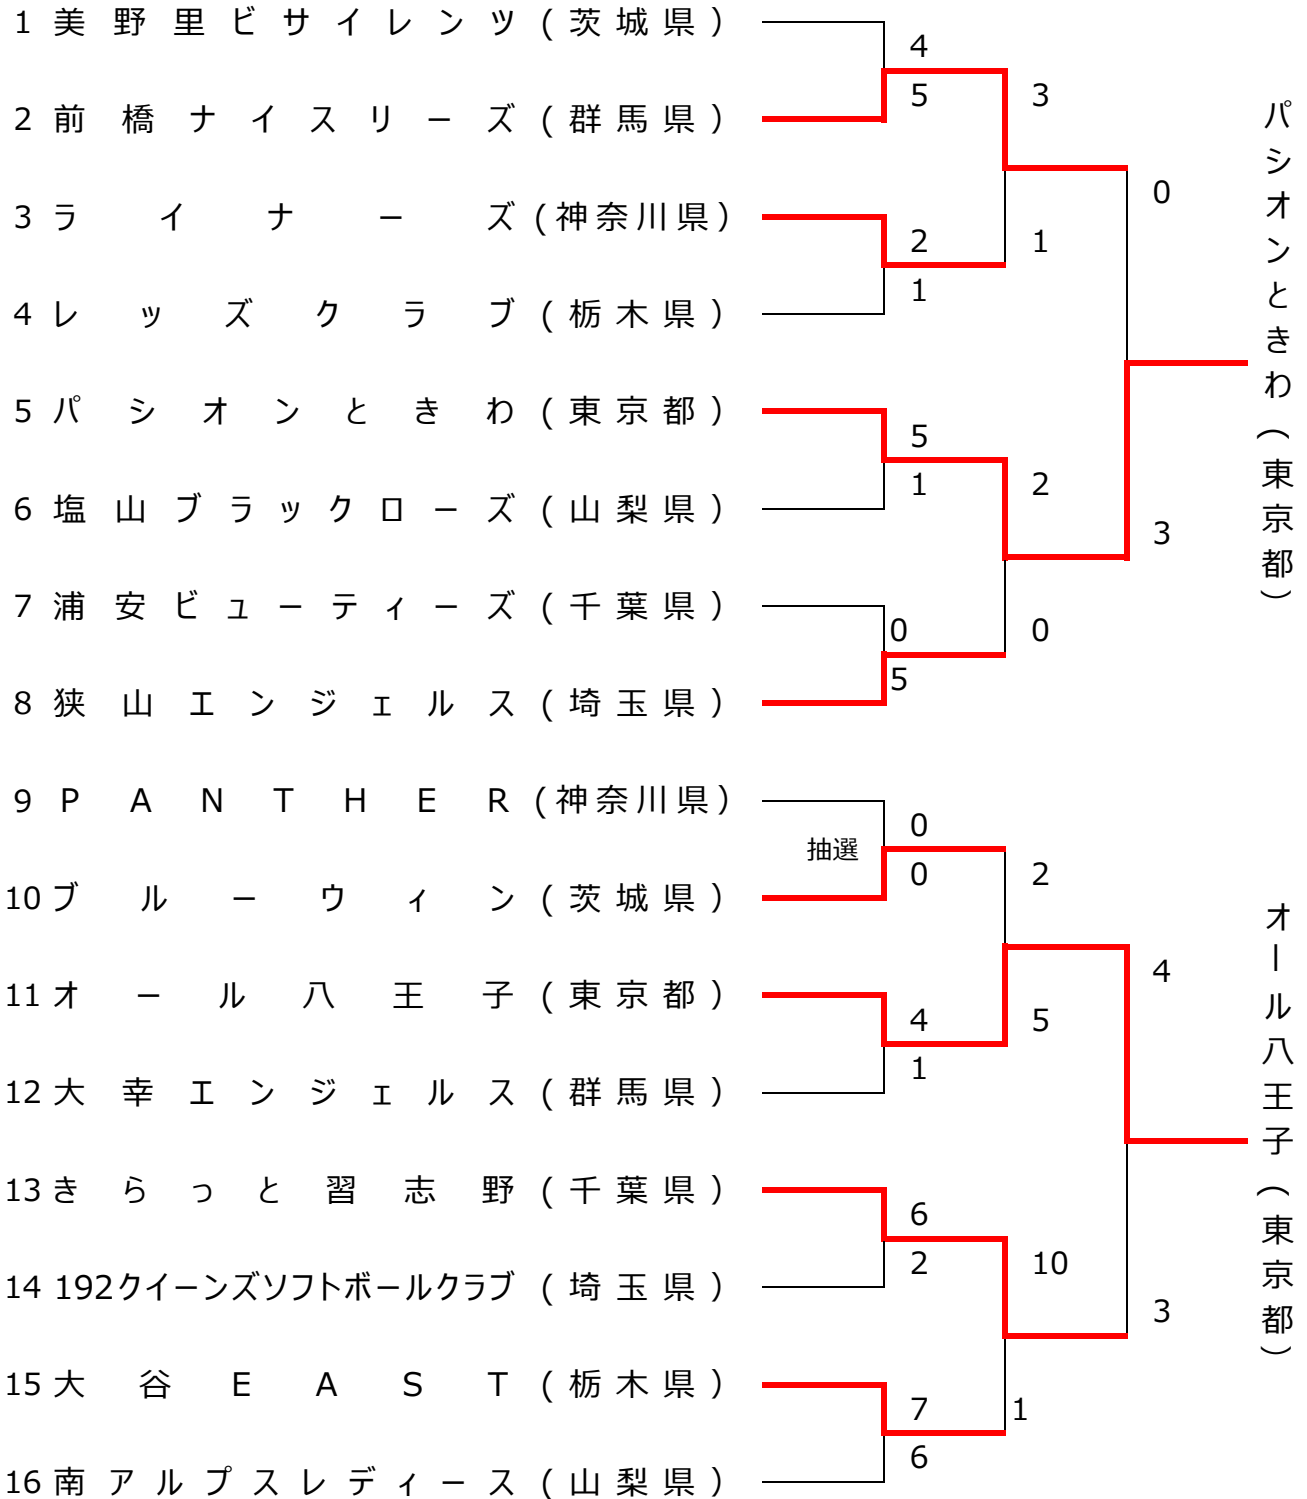 1 美野里ビサイレンツ(茨城県)
4
2 前橋ナイスリーズ(群馬県)
5
3
0
3 ライナーズ(神奈川県)
2
1
4 レッズクラブ(栃木県)
1
5 パシオンときわ(東京都)
5
6 塩山ブラックローズ(山梨県)
1
2
3
7 浦安ビューティーズ(千葉県)
0
0
8 狭山エンジェルス(埼玉県)
5
パシオンときわ(東京都)
9 PANTHER(神奈川県)
0
抽選
10 ブルーウィン(茨城県)
0
2
4
11 オール八王子(東京都)
4
5
12 大幸エンジェルス(群馬県)
1
13 きらっと習志野(千葉県)
6
14 192クイーンズソフトボールクラブ(埼玉県)
2
10
3
15 大谷EAST(栃木県)
7
1
16 南アルプスレディース(山梨県)
6
オール八王子(東京都)